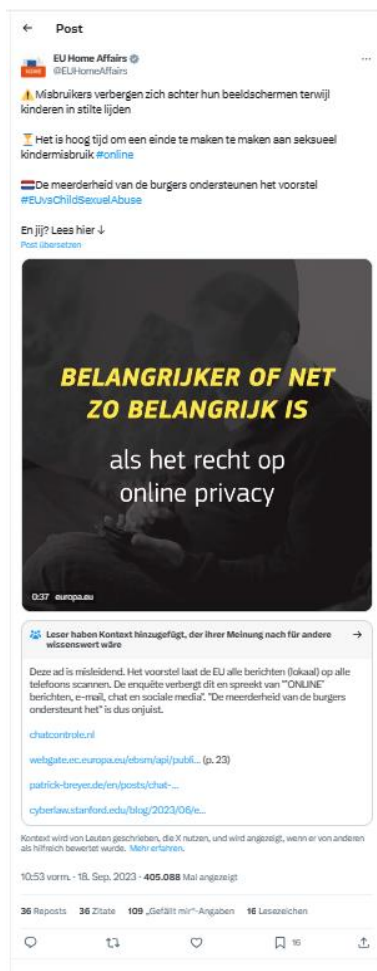 Post
HOME
EU Home Affairs
@EUHomeAffairs
⚠️ Misbruikers verbergen zich achter hun beeldschermen terwijl
kinderen in stilte lijden
⏳ Het is hoog tijd om een einde te maken te maken aan seksueel
kindermisbruik #online
🇳🇱De meerderheid van de burgers ondersteunen het voorstel
#EUvsChildSexualAbuse
En jij? Lees hier ↓
Post übersetzen
BELANGRIJKER OF NET
ZO BELANGRIJK IS
als het recht op
online privacy
0:37 europa.eu
Leser haben Kontext hinzugefügt, der ihrer Meinung nach für andere
wissenswert wäre
Deze ad is misleidend. Het voorstel laat de EU alle berichten (lokaal) op alle
telefoons scannen. De enquête verbergt dit en spreekt van "'ONLINE'
berichten, e-mail, chat en sociale media". "De meerderheid van de burgers
ondersteunt het" is dus onjuist.
chatcontrole.nl
webgate.ec.europa.eu/ebsm/api/publi... (p. 23)
patrick-breyer.de/en/posts/chat-...
cyberlaw.stanford.edu/blog/2023/06/e...
Kontext wird von Leuten geschrieben, die X nutzen, und wird angezeigt, wenn er von anderen
als hilfreich bewertet wurde. Mehr erfahren.
10:53 vorm. · 18. Sep. 2023 · 405.088 Mal angezeigt
36 Reposts 36 Zitate 109 „Gefällt mir“-Angaben 16 Lesezeichen
16